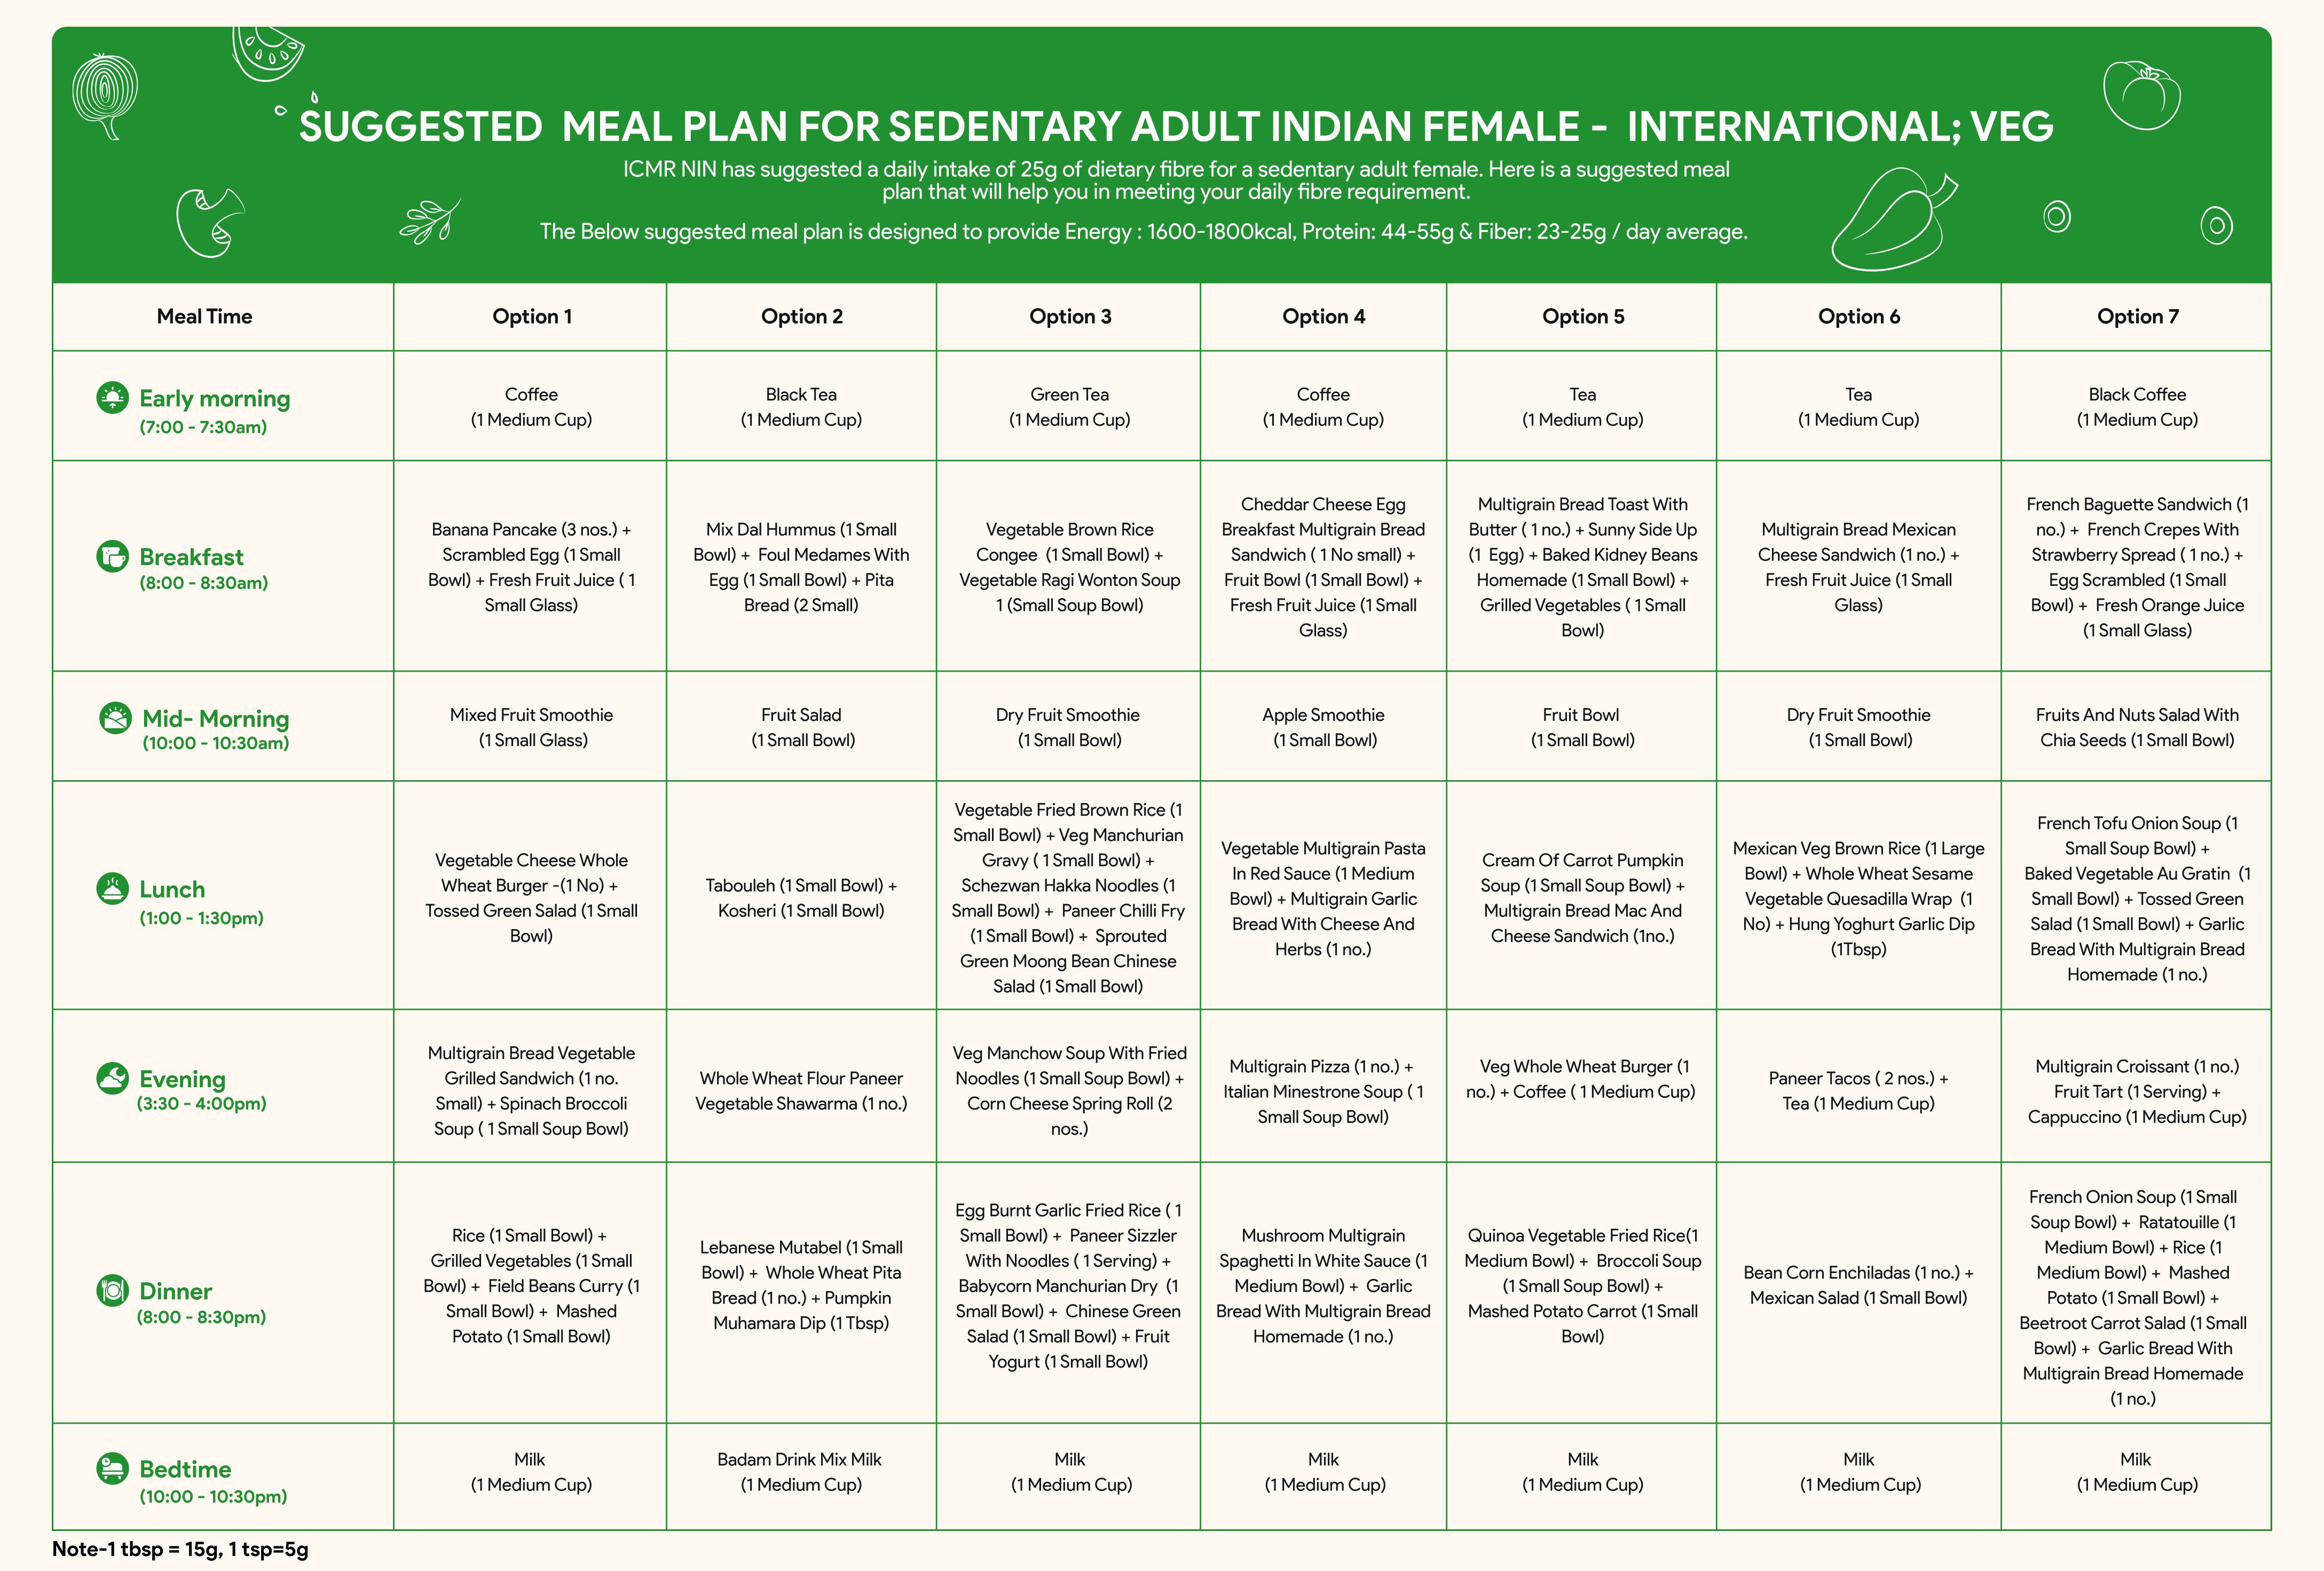 SUGGESTED MEAL PLAN FOR SEDENTARY ADULT INDIAN FEMALE - INTERNATIONAL; VEG
ICMR NIN has suggested a daily intake of 25g of dietary fibre for a sedentary adult female. Here is a suggested meal
plan that will help you in meeting your daily fibre requirement.
The Below suggested meal plan is designed to provide Energy : 1600-1800kcal, Protein: 44-55g & Fiber: 23-25g / day average.
Meal Time
Option 1
Option 2
Option 3
Option 4
Option 5
Option 6
Option 7
Early morning
(7:00 - 7:30am)
Coffee
(1 Medium Cup)
Black Tea
(1 Medium Cup)
Green Tea
(1 Medium Cup)
Coffee
(1 Medium Cup)
Tea
(1 Medium Cup)
Tea
(1 Medium Cup)
Black Coffee
(1 Medium Cup)
Breakfast
(8:00 - 8:30am)
Banana Pancake (3 nos.) +
Scrambled Egg (1 Small
Bowl) + Fresh Fruit Juice ( 1
Small Glass)
Mix Dal Hummus (1 Small
Bowl) + Foul Medames With
Egg (1 Small Bowl) + Pita
Bread (2 Small)
Vegetable Brown Rice
Congee (1 Small Bowl) +
Vegetable Ragi Wonton Soup
1 (Small Soup Bowl)
Cheddar Cheese Egg
Breakfast Multigrain Bread
Sandwich ( 1 No small) +
Fruit Bowl (1 Small Bowl) +
Fresh Fruit Juice (1 Small
Glass)
Multigrain Bread Toast With
Butter ( 1 no.) + Sunny Side Up
(1 Egg) + Baked Kidney Beans
Homemade (1 Small Bowl) +
Grilled Vegetables ( 1 Small
Bowl)
Multigrain Bread Mexican
Cheese Sandwich (1 no.) +
Fresh Fruit Juice (1 Small
Glass)
French Baguette Sandwich (1
no.) + French Crepes With
Strawberry Spread ( 1 no.) +
Egg Scrambled (1 Small
Bowl) + Fresh Orange Juice
(1 Small Glass)
Mid- Morning
(10:00 - 10:30am)
Mixed Fruit Smoothie
(1 Small Glass)
Fruit Salad
(1 Small Bowl)
Dry Fruit Smoothie
(1 Small Bowl)
Apple Smoothie
(1 Small Bowl)
Fruit Bowl
(1 Small Bowl)
Dry Fruit Smoothie
(1 Small Bowl)
Fruits And Nuts Salad With
Chia Seeds (1 Small Bowl)
Lunch
(1:00 - 1:30pm)
Vegetable Cheese Whole
Wheat Burger -(1 No) +
Tossed Green Salad (1 Small
Bowl)
Tabouleh (1 Small Bowl) +
Kosheri (1 Small Bowl)
Vegetable Fried Brown Rice (1
Small Bowl) + Veg Manchurian
Gravy ( 1 Small Bowl) +
Schezwan Hakka Noodles (1
Small Bowl) + Paneer Chilli Fry
(1 Small Bowl) + Sprouted
Green Moong Bean Chinese
Salad (1 Small Bowl)
Vegetable Multigrain Pasta
In Red Sauce (1 Medium
Bowl) + Multigrain Garlic
Bread With Cheese And
Herbs (1 no.)
Cream Of Carrot Pumpkin
Soup (1 Small Soup Bowl) +
Multigrain Bread Mac And
Cheese Sandwich (1no.)
Mexican Veg Brown Rice (1 Large
Bowl) + Whole Wheat Sesame
Vegetable Quesadilla Wrap (1
No) + Hung Yoghurt Garlic Dip
(1Tbsp)
French Tofu Onion Soup (1
Small Soup Bowl) +
Baked Vegetable Au Gratin (1
Small Bowl) + Tossed Green
Salad (1 Small Bowl) + Garlic
Bread With Multigrain Bread
Homemade (1 no.)
Evening
(3:30 - 4:00pm)
Multigrain Bread Vegetable
Grilled Sandwich (1 no.
Small) + Spinach Broccoli
Soup ( 1 Small Soup Bowl)
Whole Wheat Flour Paneer
Vegetable Shawarma (1 no.)
Veg Manchow Soup With Fried
Noodles (1 Small Soup Bowl) +
Corn Cheese Spring Roll (2
nos.)
Multigrain Pizza (1 no.) +
Italian Minestrone Soup ( 1
Small Soup Bowl)
Veg Whole Wheat Burger (1
no.) + Coffee ( 1 Medium Cup)
Paneer Tacos ( 2 nos.) +
Tea (1 Medium Cup)
Multigrain Croissant (1 no.)
Fruit Tart (1 Serving) +
Cappuccino (1 Medium Cup)
Dinner
(8:00 - 8:30pm)
Rice (1 Small Bowl) +
Grilled Vegetables (1 Small
Bowl) + Field Beans Curry (1
Small Bowl) + Mashed
Potato (1 Small Bowl)
Lebanese Mutabel (1 Small
Bowl) + Whole Wheat Pita
Bread (1 no.) + Pumpkin
Muhamara Dip (1 Tbsp)
Egg Burnt Garlic Fried Rice ( 1
Small Bowl) + Paneer Sizzler
With Noodles ( 1 Serving) +
Babycorn Manchurian Dry (1
Small Bowl) + Chinese Green
Salad (1 Small Bowl) + Fruit
Yogurt (1 Small Bowl)
Mushroom Multigrain
Spaghetti In White Sauce (1
Medium Bowl) + Garlic
Bread With Multigrain Bread
Homemade (1 no.)
Quinoa Vegetable Fried Rice(1
Medium Bowl) + Broccoli Soup
(1 Small Soup Bowl) +
Mashed Potato Carrot (1 Small
Bowl)
Bean Corn Enchiladas (1 no.) +
Mexican Salad (1 Small Bowl)
French Onion Soup (1 Small
Soup Bowl) + Ratatouille (1
Medium Bowl) + Rice (1
Medium Bowl) + Mashed
Potato (1 Small Bowl) +
Beetroot Carrot Salad (1 Small
Bowl) + Garlic Bread With
Multigrain Bread Homemade
(1 no.)
Bedtime
(10:00 - 10:30pm)
Milk
(1 Medium Cup)
Badam Drink Mix Milk
(1 Medium Cup)
Milk
(1 Medium Cup)
Milk
(1 Medium Cup)
Milk
(1 Medium Cup)
Milk
(1 Medium Cup)
Milk
(1 Medium Cup)
Note-1 tbsp = 15g, 1 tsp=5g